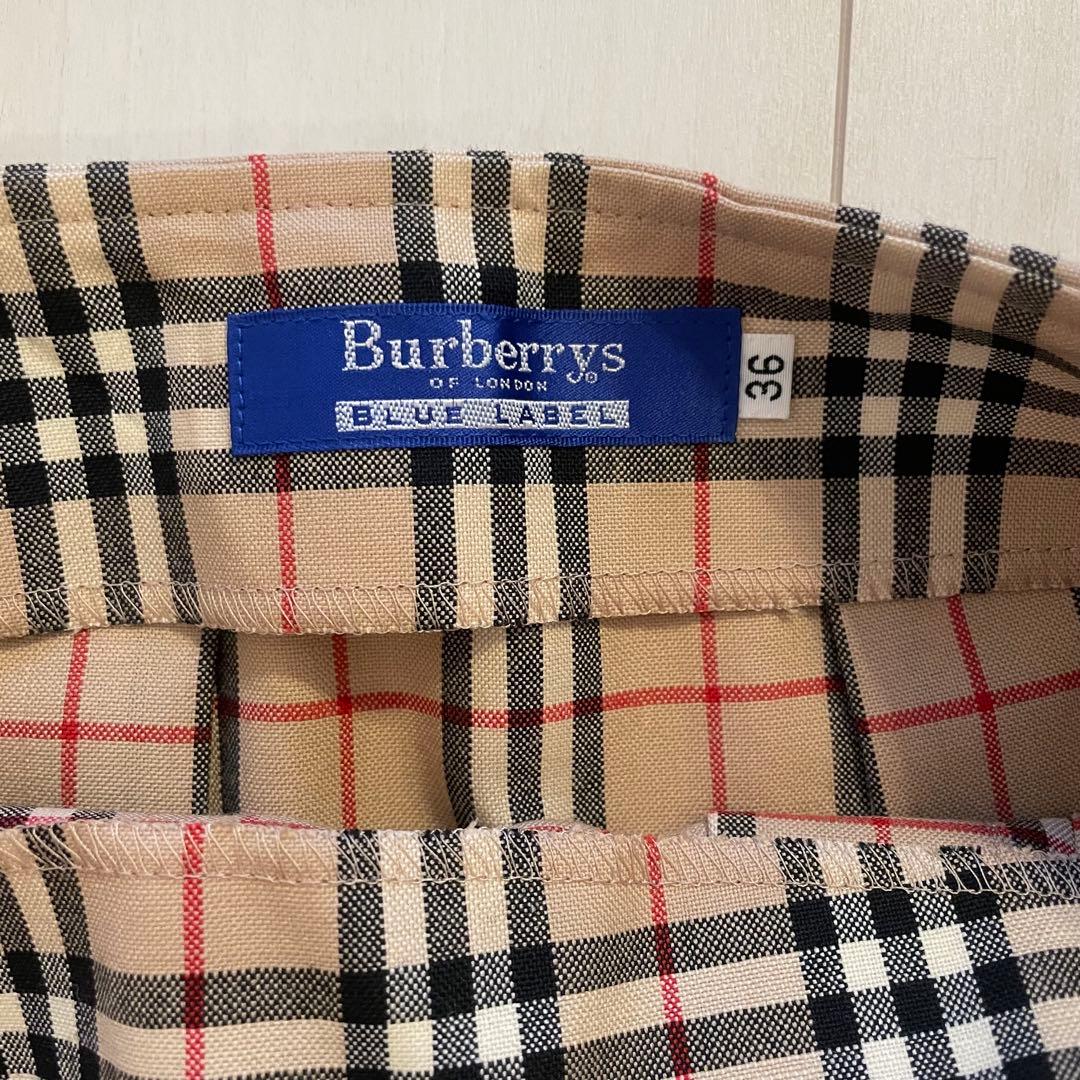 Burberrys®
OF LONDON
BLUE LABEL
36